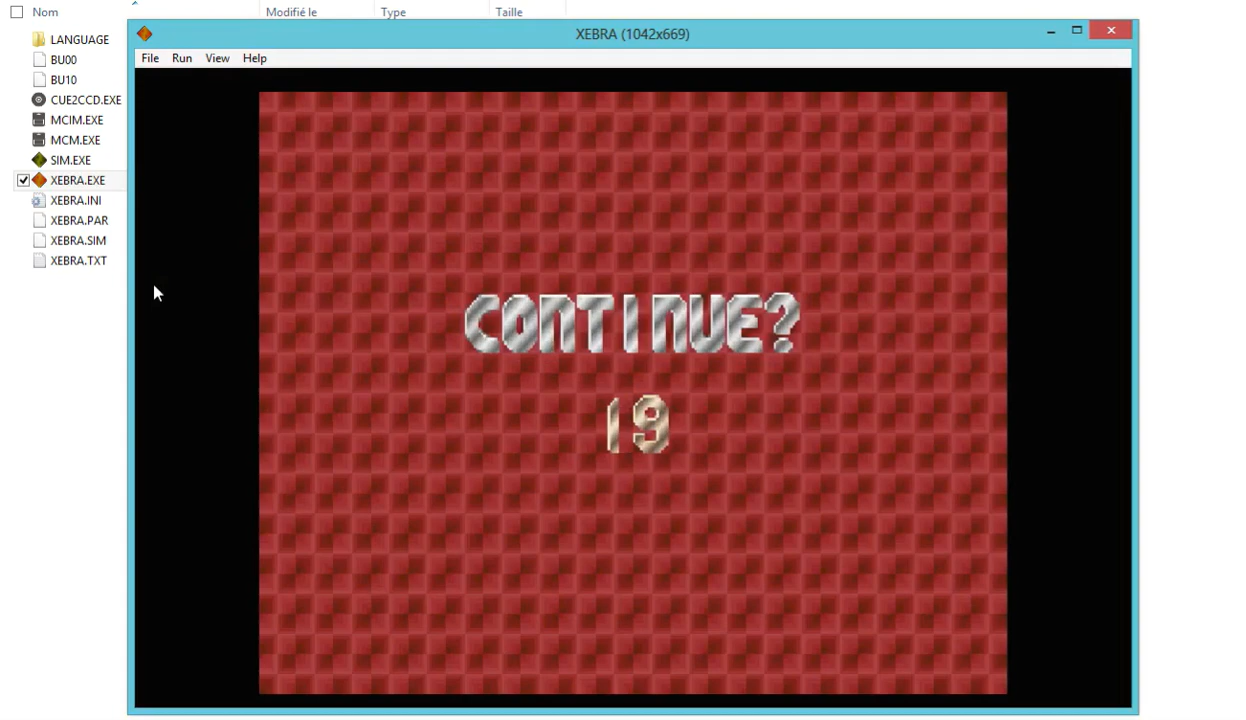 Nom Modifié le Type Taille
LANGUAGE
BU00
BU10
CUE2CCD.EXE
MCIM.EXE
MCM.EXE
SIM.EXE
XEBRA.EXE
XEBRA.INI
XEBRA.PAR
XEBRA.SIM
XEBRA.TXT
XEBRA (1042x669)
File Run View Help
CONTINUE?
19